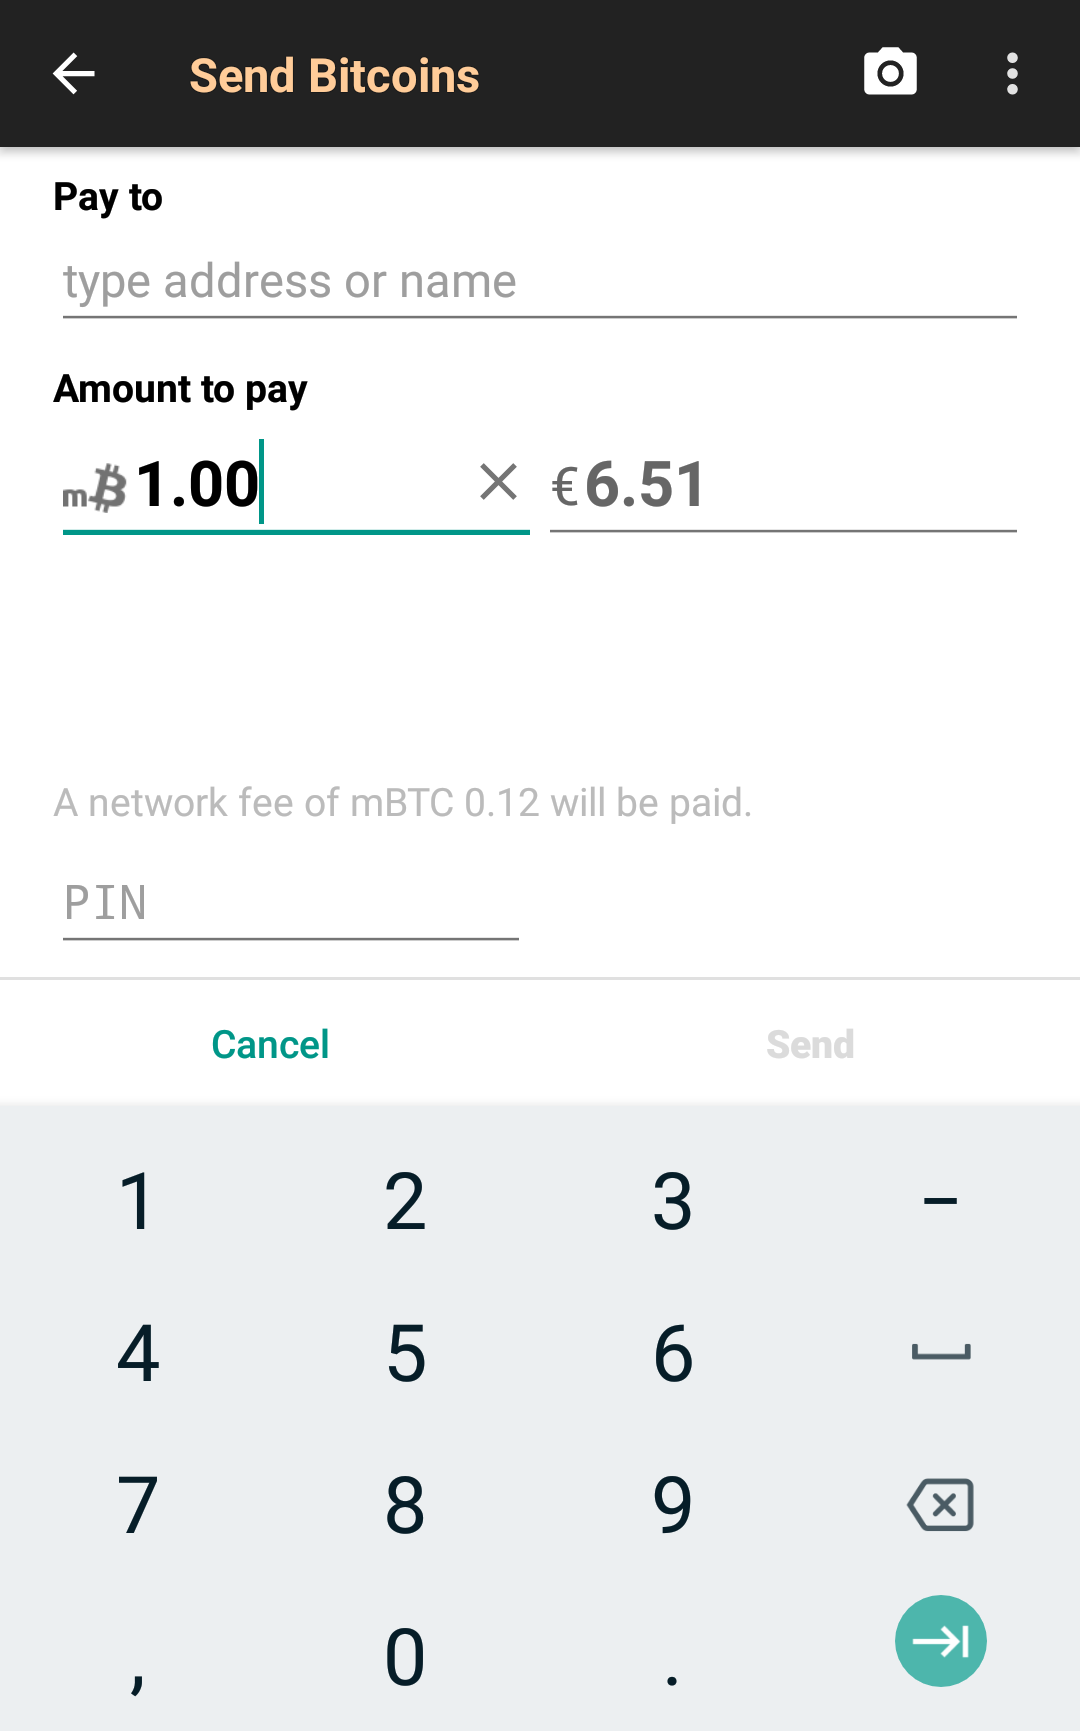 Send Bitcoins
Pay to
type address or name
Amount to pay
m₿ 1.00 €6.51
A network fee of mBTC 0.12 will be paid.
PIN
Cancel Send
1 2 3 –
4 5 6
7 8 9
, 0 .